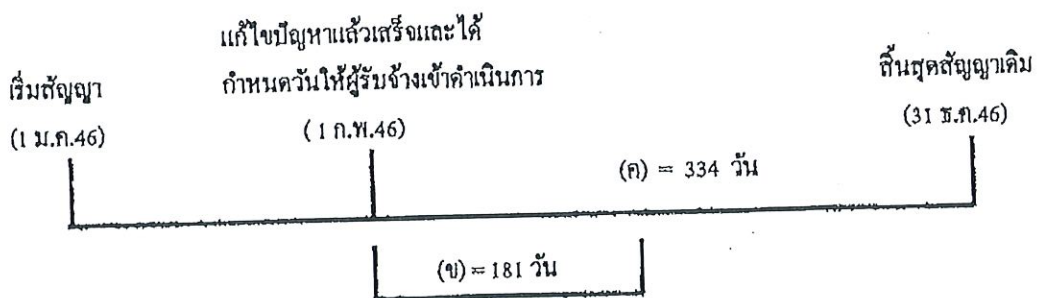 แก้ไขปัญหาแล้วเสร็จและได้
เริ่มสัญญา
กำหนดวันให้ผู้รับจ้างเข้าดำเนินการ
สิ้นสุดสัญญาเดิม
(1 ม.ค.46)
( 1 ก.พ.46)
(31 ธ.ค.46)
(ค) = 334 วัน
(ข) = 181 วัน